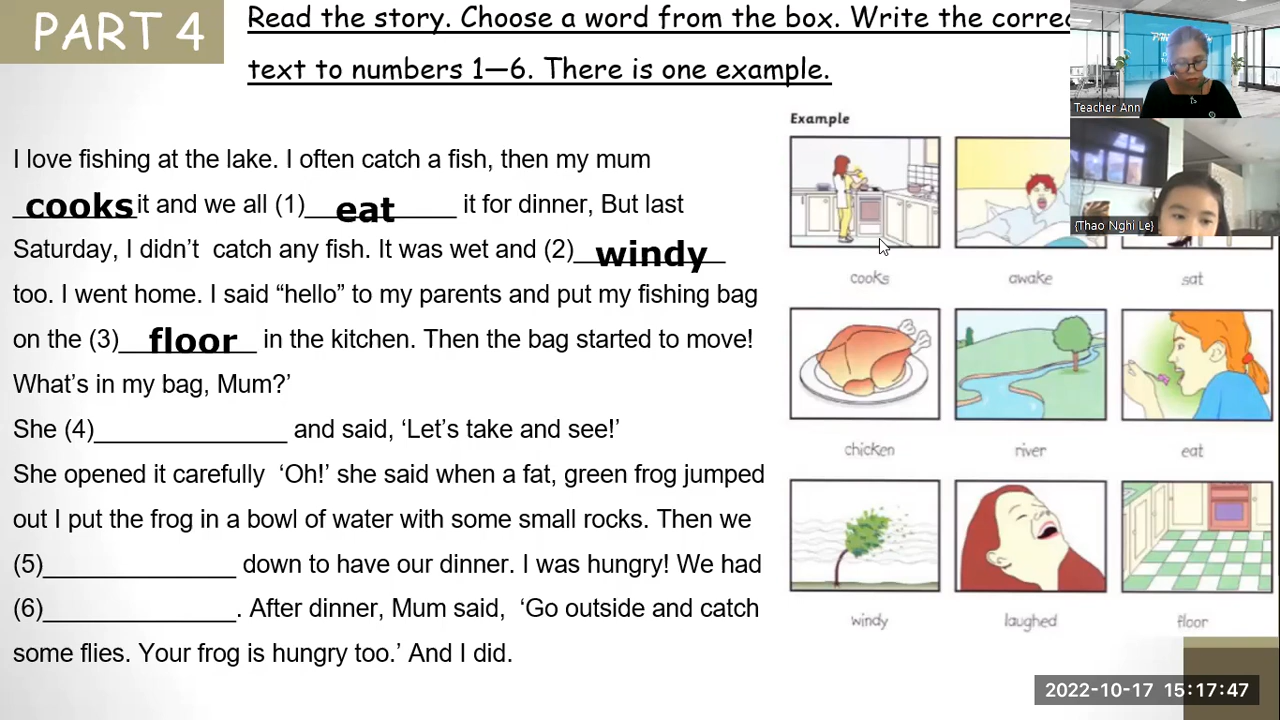 PART 4
Read the story. Choose a word from the box. Write the correc
text to numbers 1—6. There is one example.
Teacher Ann
{Thao Nghi Le}
Example
I love fishing at the lake. I often catch a fish, then my mum
cooks it and we all (1) eat it for dinner, But last
Saturday, I didn’t catch any fish. It was wet and (2) windy
too. I went home. I said “hello” to my parents and put my fishing bag
on the (3) floor in the kitchen. Then the bag started to move!
What’s in my bag, Mum?’
She (4)______________ and said, ‘Let’s take and see!’
She opened it carefully ‘Oh!’ she said when a fat, green frog jumped
out I put the frog in a bowl of water with some small rocks. Then we
(5)______________ down to have our dinner. I was hungry! We had
(6)______________. After dinner, Mum said, ‘Go outside and catch
some flies. Your frog is hungry too.’ And I did.
cooks
awake
sat
chicken
river
eat
windy
laughed
floor
2022-10-17 15:17:47